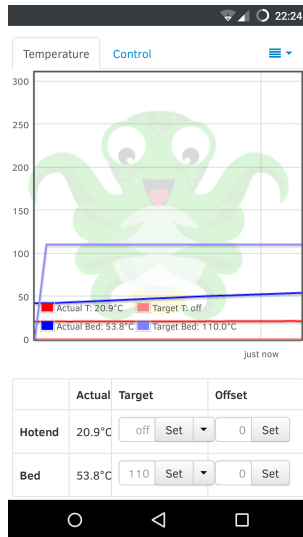 22:24
Temperature Control
300
250
200
150
100
50
0
Actual T: 20.9°C Target T: off
Actual Bed: 53.8°C Target Bed: 110.0°C
just now
Actual Target Offset
Hotend 20.9°C off Set 0 Set
Bed 53.8°C 110 Set 0 Set